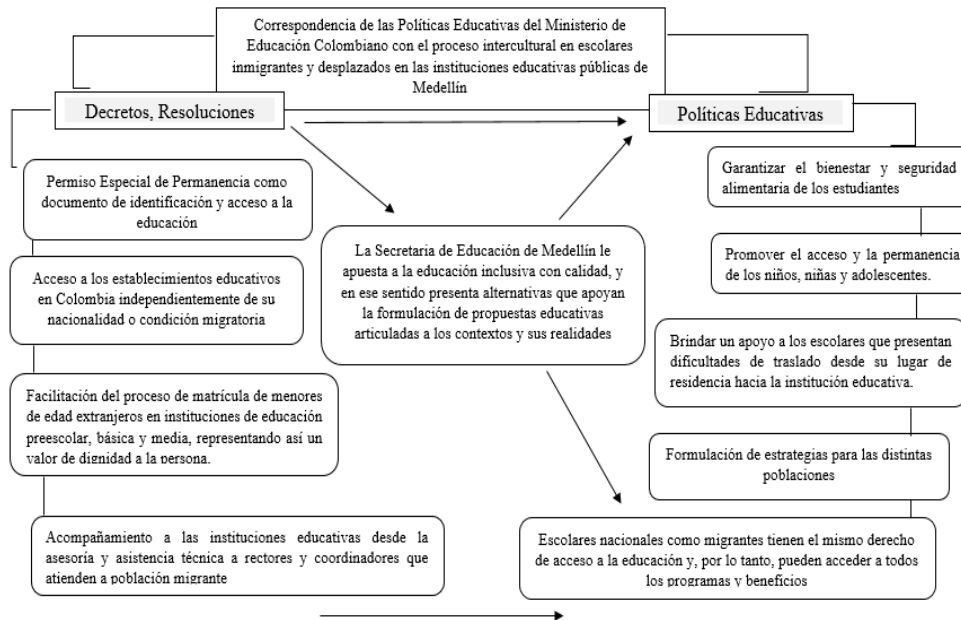 Correspondencia de las Políticas Educativas del Ministerio de
Educación Colombiano con el proceso intercultural en escolares
inmigrantes y desplazados en las instituciones educativas públicas de
Medellín
Decretos, Resoluciones
Políticas Educativas
Permiso Especial de Permanencia como
documento de identificación y acceso a la
educación
Acceso a los establecimientos educativos
en Colombia independientemente de su
nacionalidad o condición migratoria
Facilitación del proceso de matrícula de menores
de edad extranjeros en instituciones de educación
preescolar, básica y media, representando así un
valor de dignidad a la persona.
Acompañamiento a las instituciones educativas desde la
asesoría y asistencia técnica a rectores y coordinadores que
atienden a población migrante
La Secretaria de Educación de Medellín le
apuesta a la educación inclusiva con calidad, y
en ese sentido presenta alternativas que apoyan
la formulación de propuestas educativas
articuladas a los contextos y sus realidades
Garantizar el bienestar y seguridad
alimentaria de los estudiantes
Promover el acceso y la permanencia
de los niños, niñas y adolescentes.
Brindar un apoyo a los escolares que presentan
dificultades de traslado desde su lugar de
residencia hacia la institución educativa.
Formulación de estrategias para las distintas
poblaciones
Escolares nacionales como migrantes tienen el mismo derecho
de acceso a la educación y, por lo tanto, pueden acceder a todos
los programas y beneficios